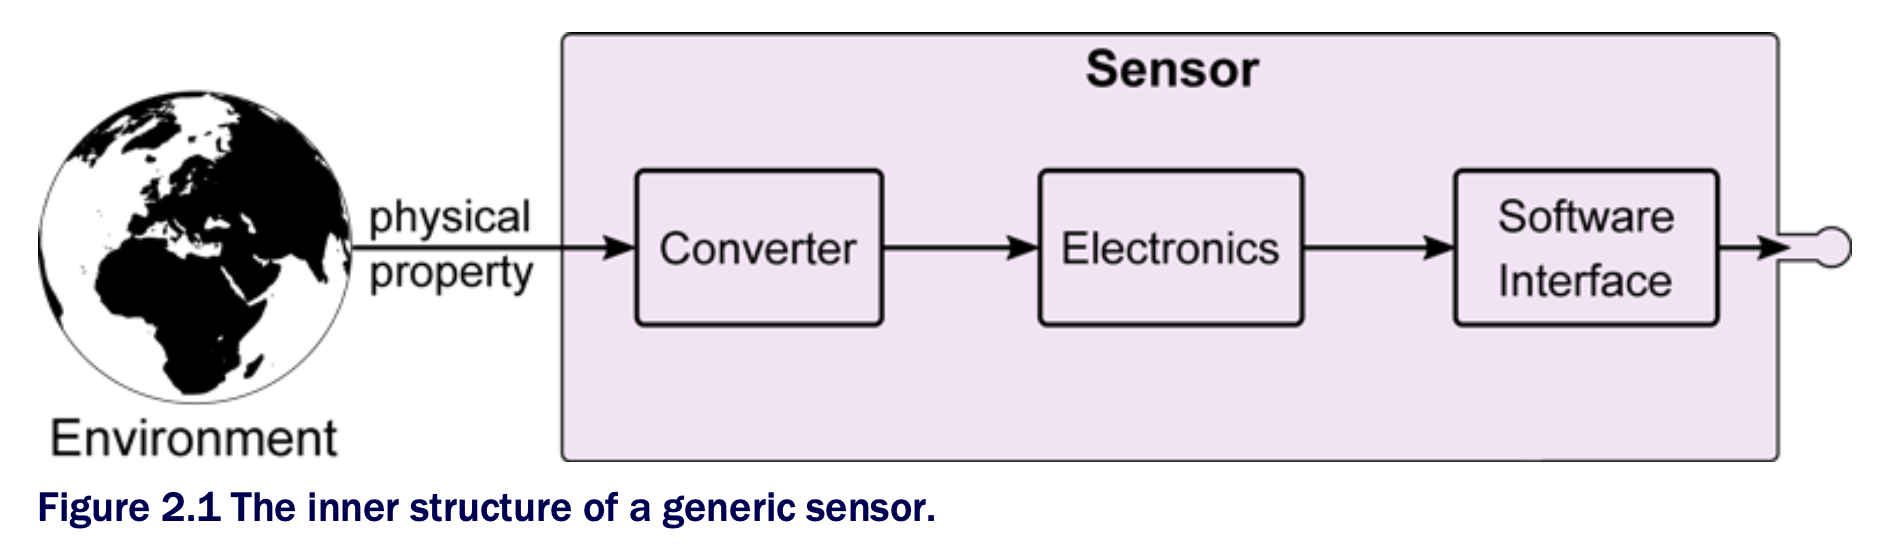 Sensor
physical
property
Converter
Electronics
Software
Interface
Environment
Figure 2.1 The inner structure of a generic sensor.